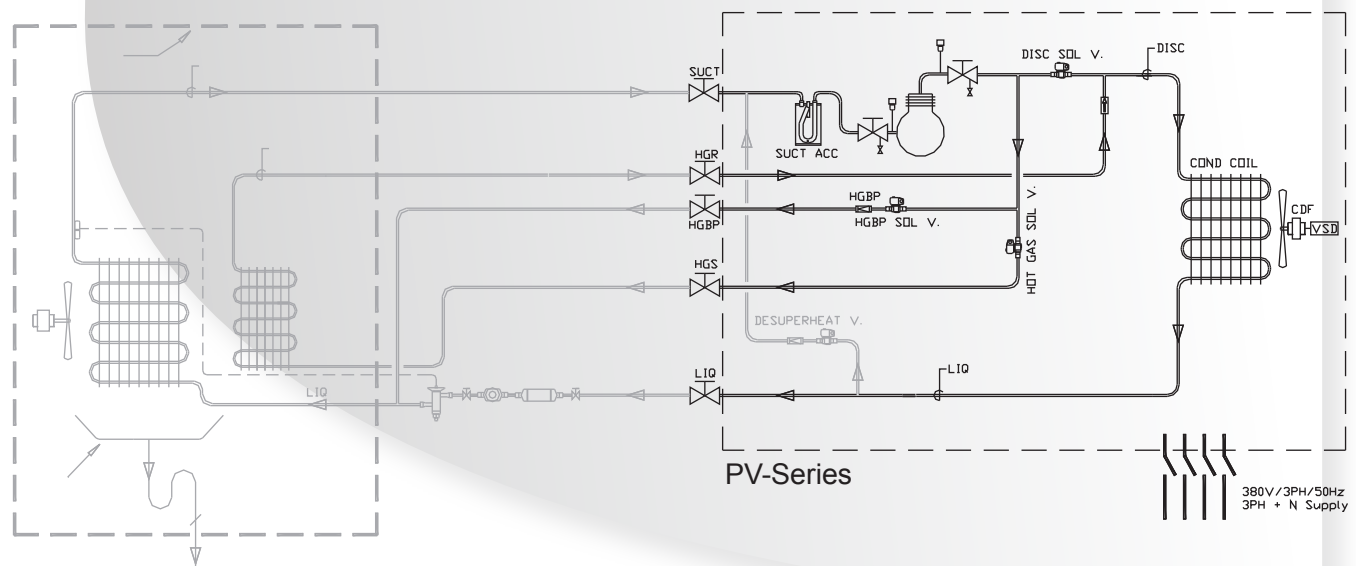 DISC SOL V.
DISC
SUCT
SUCT ACC
HGR
COND COIL
HGBP
HGBP
HGBP SOL V.
HOT GAS SOL V.
CDF
VSD
HGS
DESUPERHEAT V.
LIQ
LIQ
LIQ
PV-Series
380V/3PH/50Hz
3PH + N Supply